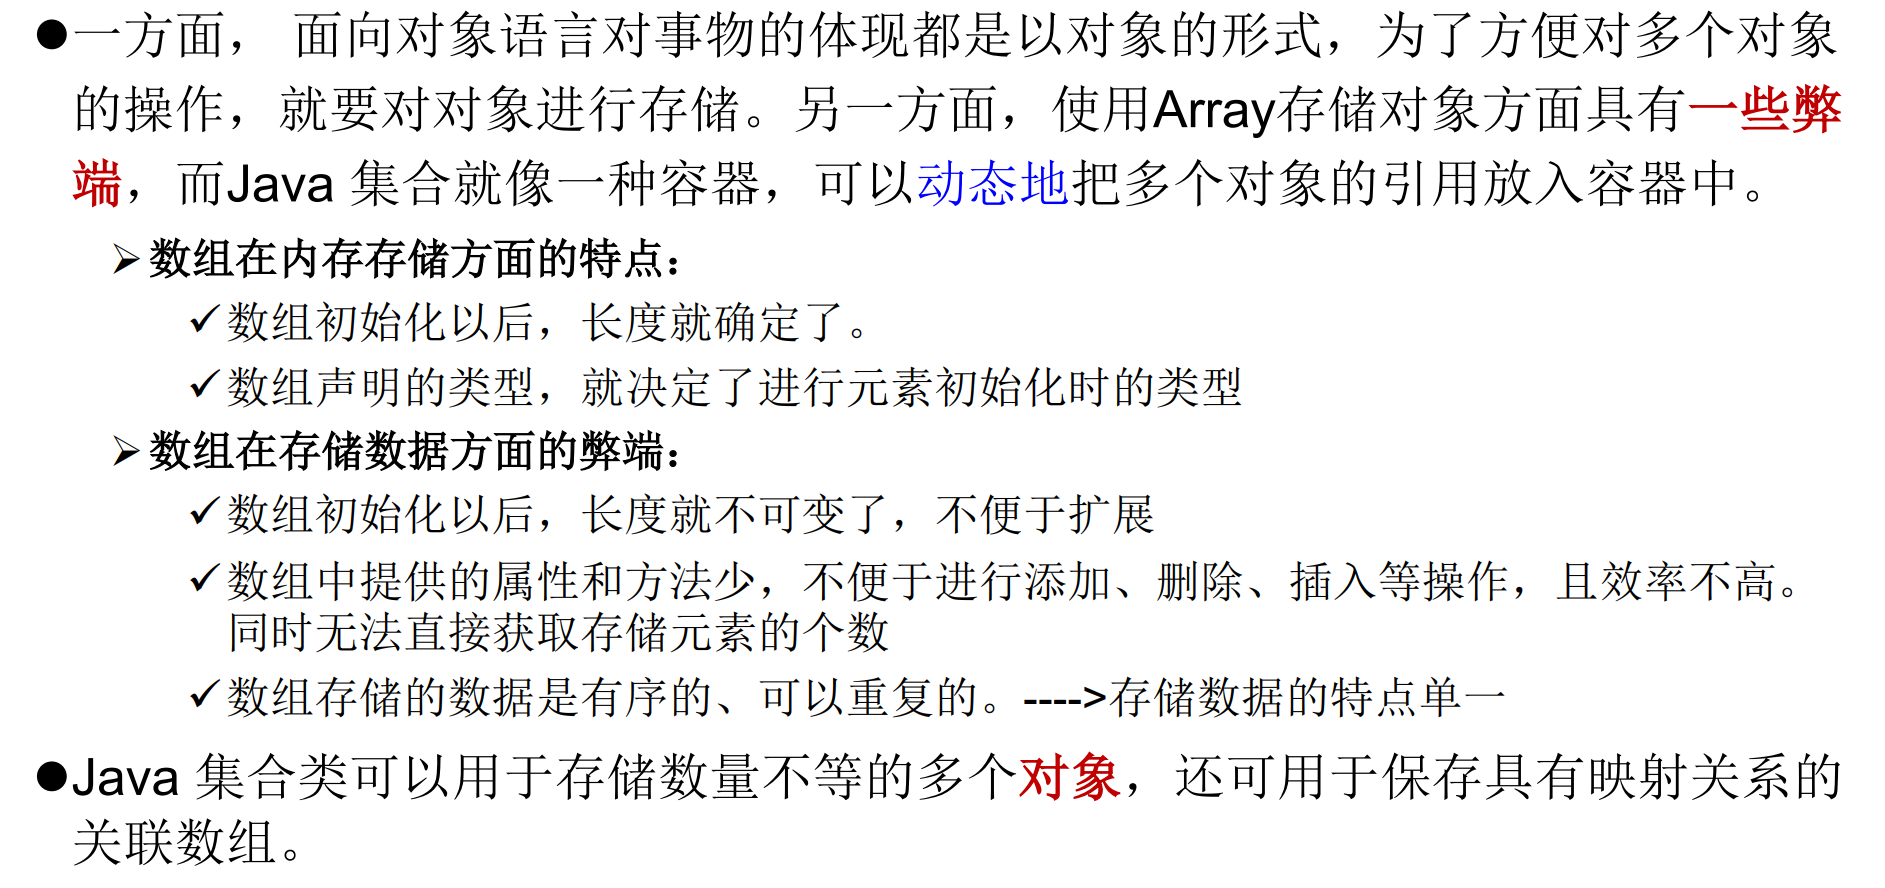 ●一方面， 面向对象语言对事物的体现都是以对象的形式，为了方便对多个对象
的操作，就要对对象进行存储。另一方面，使用Array存储对象方面具有一些弊
端，而Java 集合就像一种容器，可以动态地把多个对象的引用放入容器中。
➢数组在内存存储方面的特点：
✓数组初始化以后，长度就确定了。
✓数组声明的类型，就决定了进行元素初始化时的类型
➢数组在存储数据方面的弊端：
✓数组初始化以后，长度就不可变了，不便于扩展
✓数组中提供的属性和方法少，不便于进行添加、删除、插入等操作，且效率不高。
同时无法直接获取存储元素的个数
✓数组存储的数据是有序的、可以重复的。---->存储数据的特点单一
●Java 集合类可以用于存储数量不等的多个对象，还可用于保存具有映射关系的
关联数组。